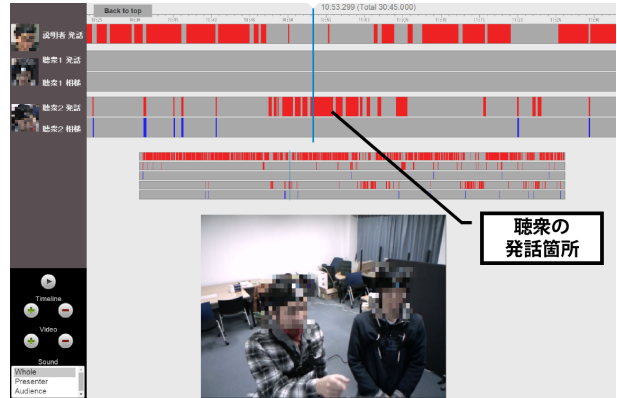 Back to top
10:53.299 (Total 30:45.000)
説明者 発話
聴衆1 発話
聴衆1 相槌
聴衆2 発話
聴衆2 相槌
聴衆の
発話箇所
Timeline
Video
Sound
Whole
Presenter
Audience